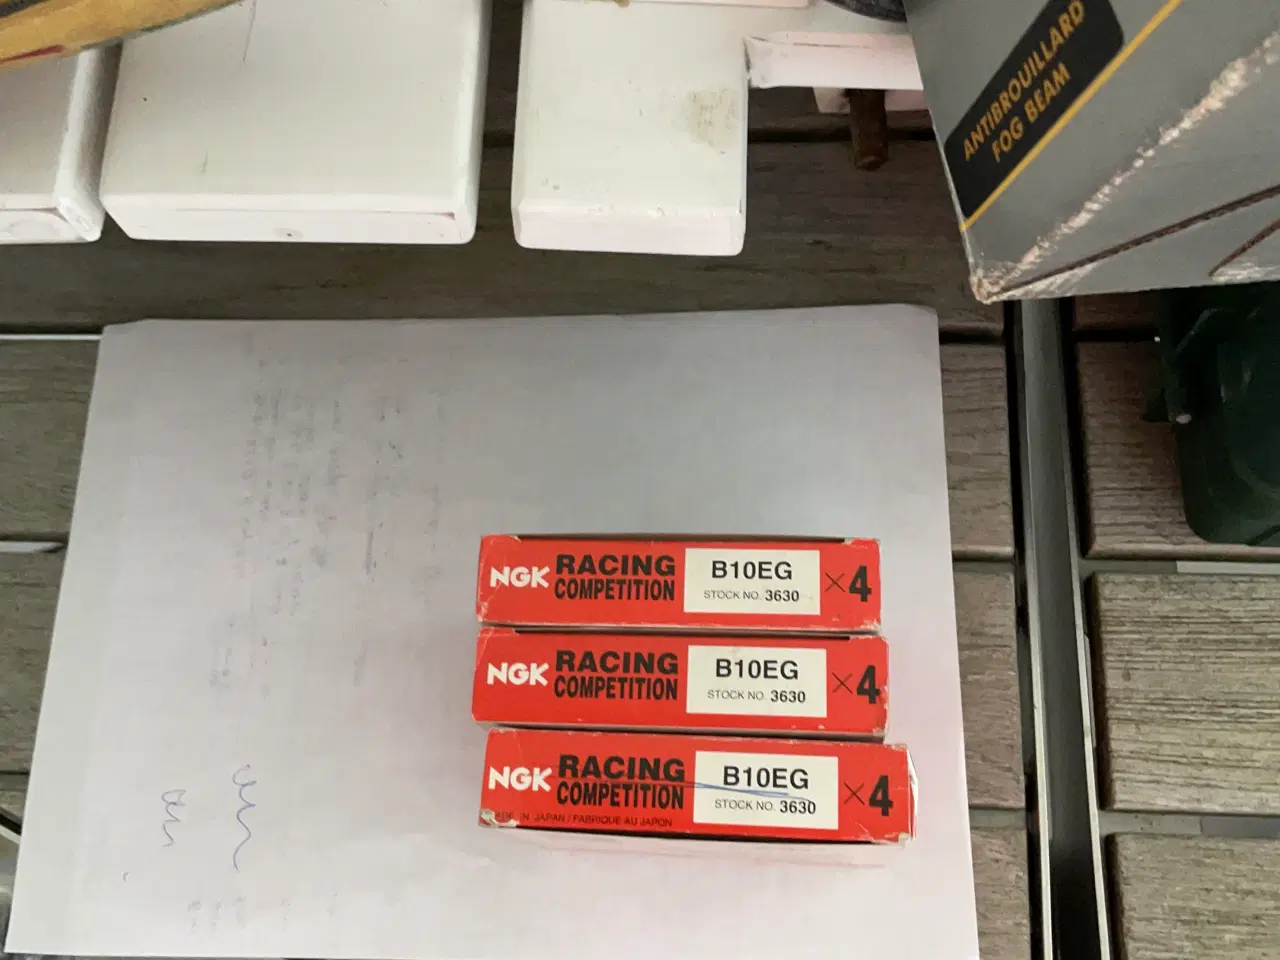 ANTIBROUILLARD
FOG BEAM
NGK RACING COMPETITION B10EG STOCK NO. 3630 ×4
NGK RACING COMPETITION B10EG STOCK NO. 3630 ×4
NGK RACING COMPETITION B10EG STOCK NO. 3630 ×4
IN JAPAN / FABRIQUE AU JAPON